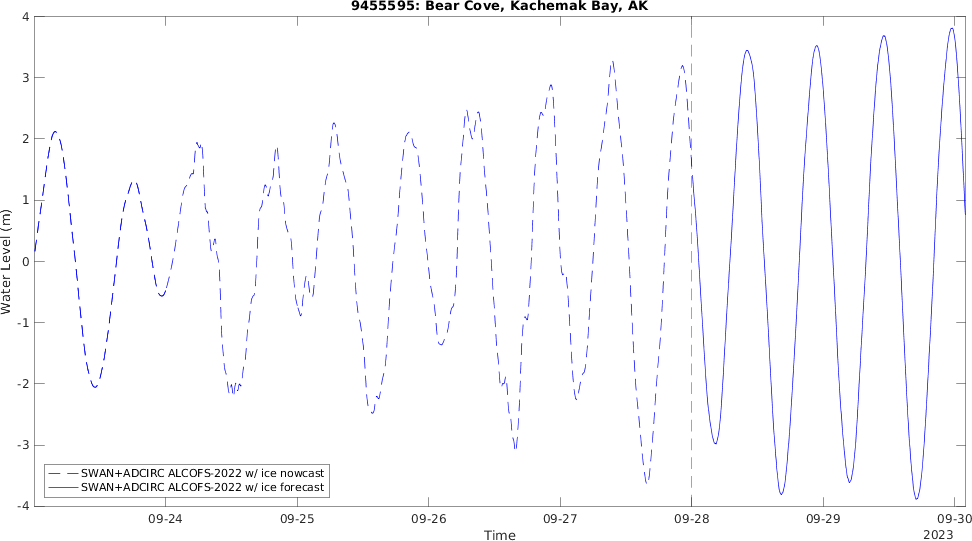 9455595: Bear Cove, Kachemak Bay, AK
Water Level (m)
4
3
2
1
0
-1
-2
-3
-4
SWAN+ADCIRC ALCOFS-2022 w/ ice nowcast
SWAN+ADCIRC ALCOFS-2022 w/ ice forecast
09-24 09-25 09-26 09-27 09-28 09-29 09-30
Time
2023